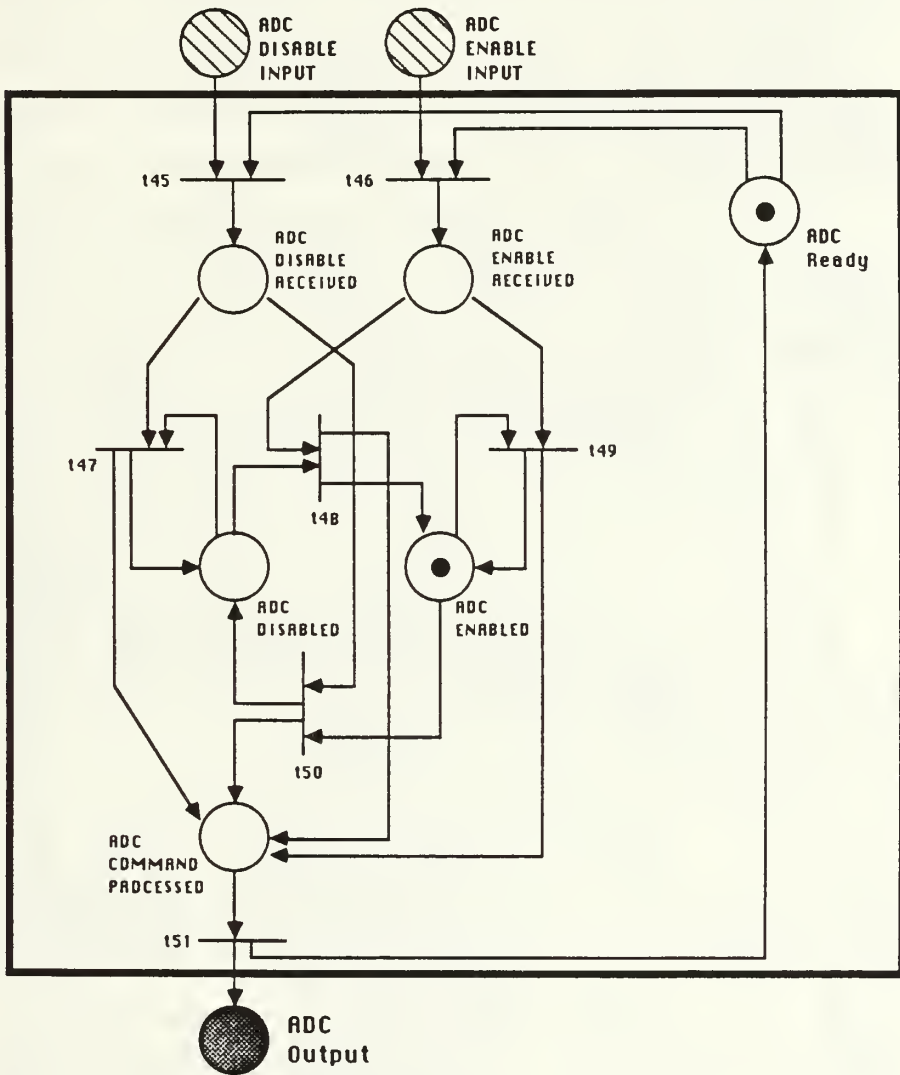 ADC
DISABLE
INPUT
ADC
ENABLE
INPUT
t45
t46
ADC
DISABLE
RECEIVED
ADC
ENABLE
RECEIVED
ADC
Ready
t47
t48
t49
ADC
DISABLED
ADC
ENABLED
t50
ADC
COMMAND
PROCESSED
t51
ADC
Output